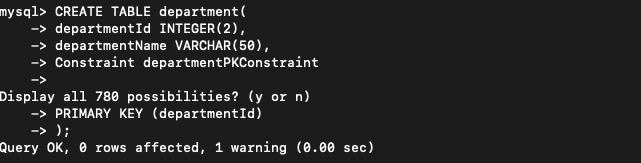 mysql> CREATE TABLE department(
-> departmentId INTEGER(2),
-> departmentName VARCHAR(50),
-> Constraint departmentPKConstraint
->
Display all 780 possibilities? (y or n)
-> PRIMARY KEY (departmentId)
-> );
Query OK, 0 rows affected, 1 warning (0.00 sec)